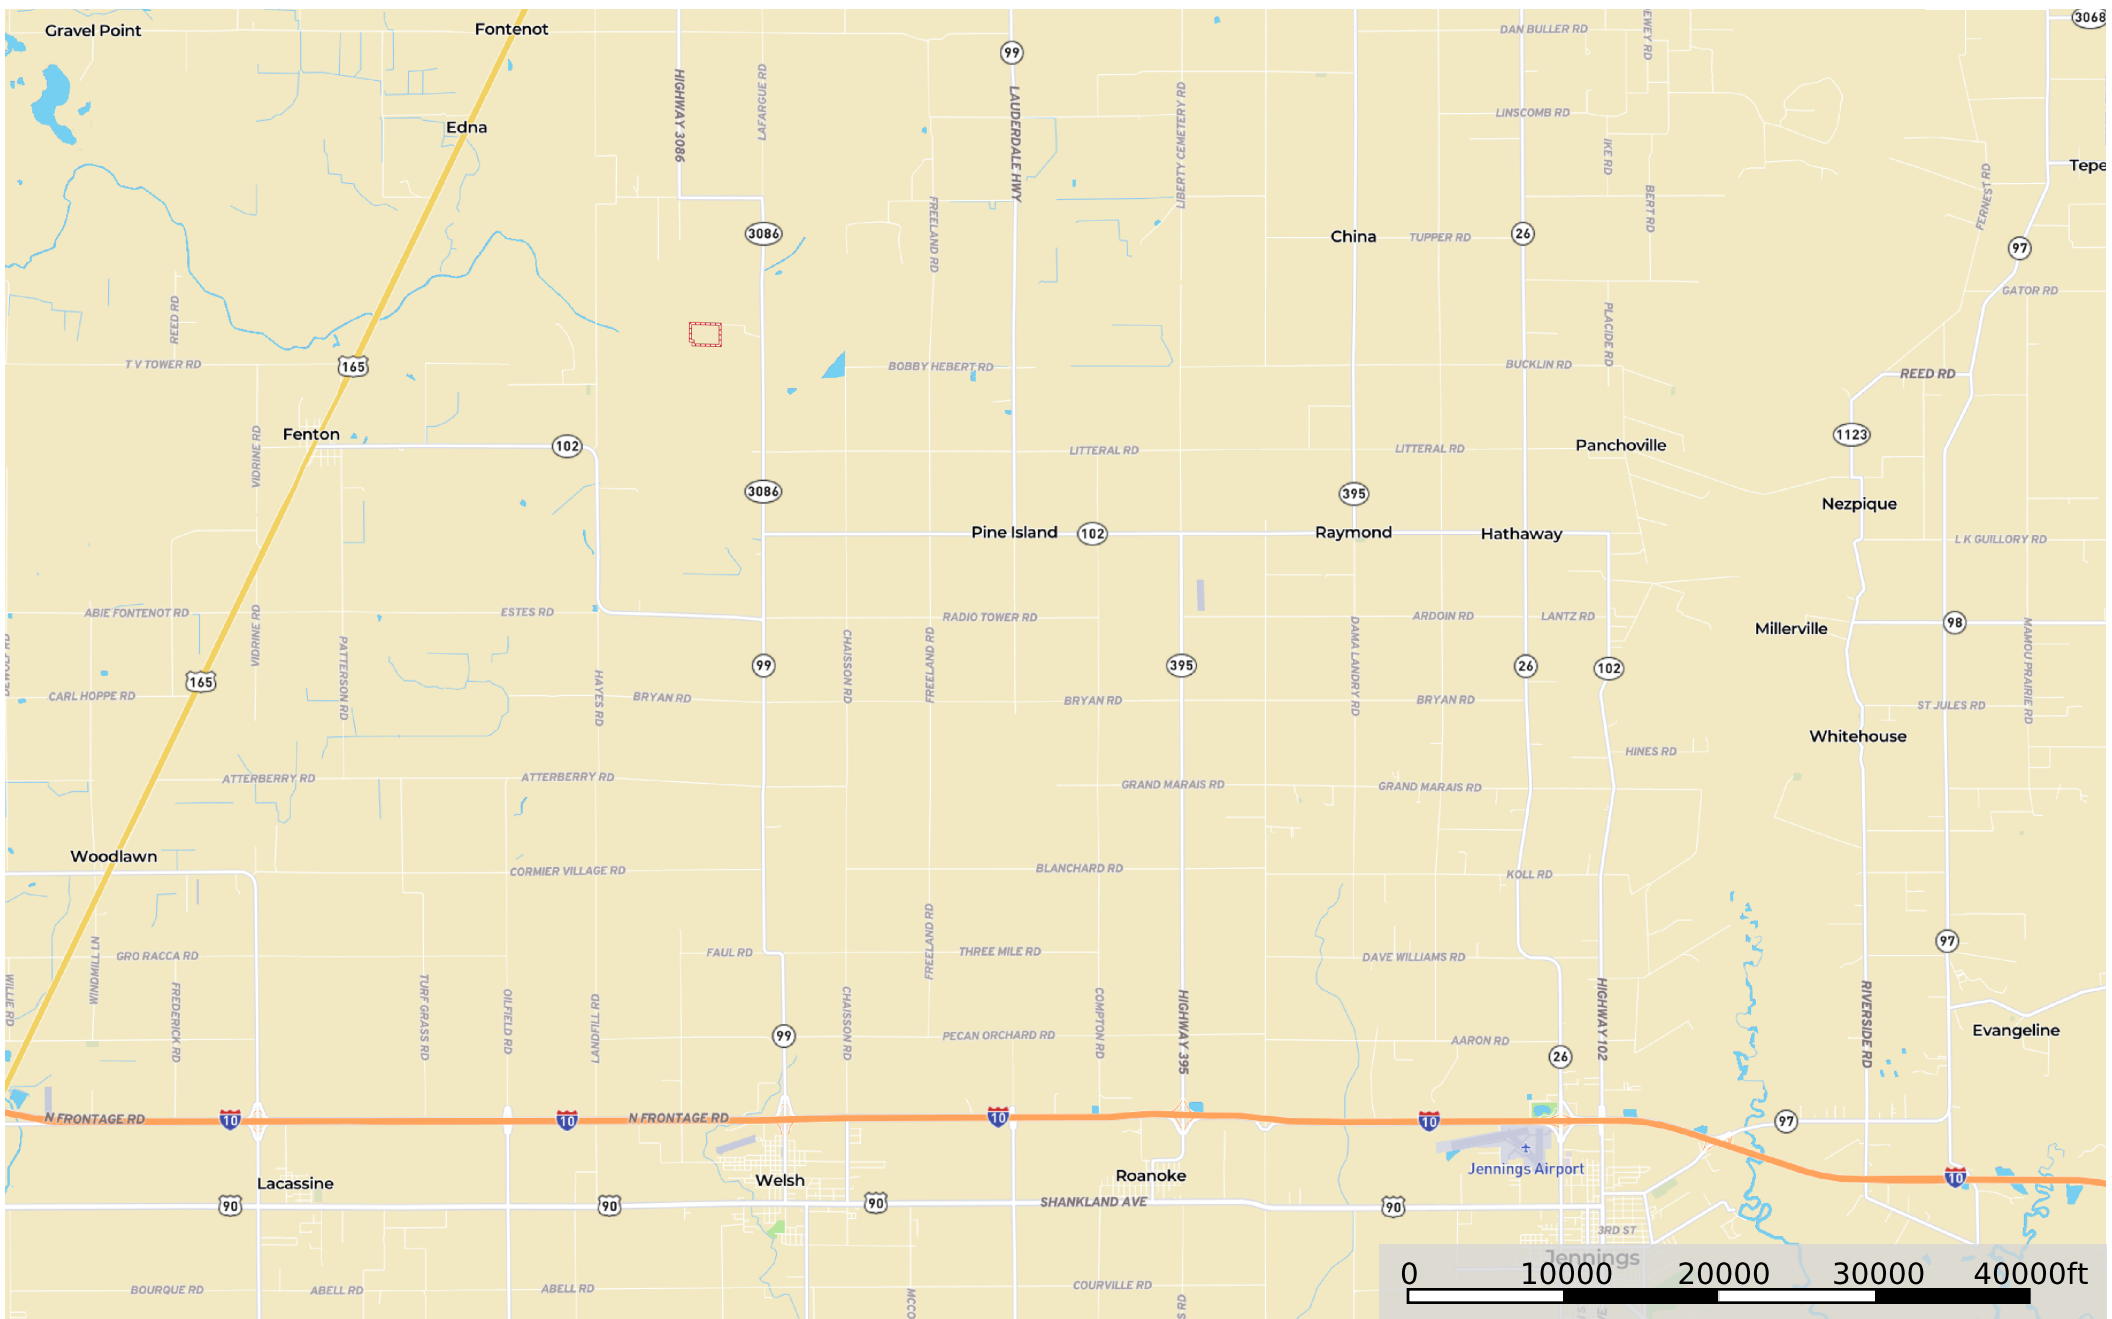 Gravel Point
Fontenot
DAN BULLER RD
3068
99
HIGHWAY 3086
LAFARGUE RD
LAUDERDALE HWY
LIBERTY CEMETERY RD
LINSCOMB RD
Edna
IKE RD
Tepe
FERNEST RD
BERT RD
FREELAND RD
3086
China
TUPPER RD
26
97
GATOR RD
REED RD
PLACIDE RD
T V TOWER RD
165
BOBBY HEBERT RD
BUCKLIN RD
REED RD
Fenton
102
VIDRINE RD
LITTERAL RD
LITTERAL RD
Panchoville
1123
3086
395
Nezpique
Pine Island
102
Raymond
Hathaway
L K GUILLORY RD
ABIE FONTENOT RD
ESTES RD
RADIO TOWER RD
ARDOIN RD
LANTZ RD
Millerville
98
VIDRINE RD
PATTERSON RD
CHAISSON RD
FREELAND RD
DAMA LANDRY RD
MAMOU PRAIRIE RD
165
99
395
26
102
CARL HOPPE RD
HAYES RD
BRYAN RD
BRYAN RD
BRYAN RD
ST JULES RD
Whitehouse
HINES RD
ATTERBERRY RD
ATTERBERRY RD
GRAND MARAIS RD
GRAND MARAIS RD
Woodlawn
CORMIER VILLAGE RD
BLANCHARD RD
KOLL RD
GRO RACCA RD
WINDMILL LN
FAUL RD
FREELAND RD
THREE MILE RD
DAVE WILLIAMS RD
97
WILLIE RD
FREDERICK RD
TURF GRASS RD
OILFIELD RD
LANDFILL RD
CHAISSON RD
COMPTON RD
HIGHWAY 395
HIGHWAY 102
RIVERSIDE RD
99
PECAN ORCHARD RD
AARON RD
26
Evangeline
N FRONTAGE RD
10
10
N FRONTAGE RD
10
10
97
Jennings Airport
10
Lacassine
Welsh
Roanoke
90
90
90
SHANKLAND AVE
90
3RD ST
Jennings
BOURQUE RD
ABELL RD
ABELL RD
COURVILLE RD
0 10000 20000 30000 40000ft